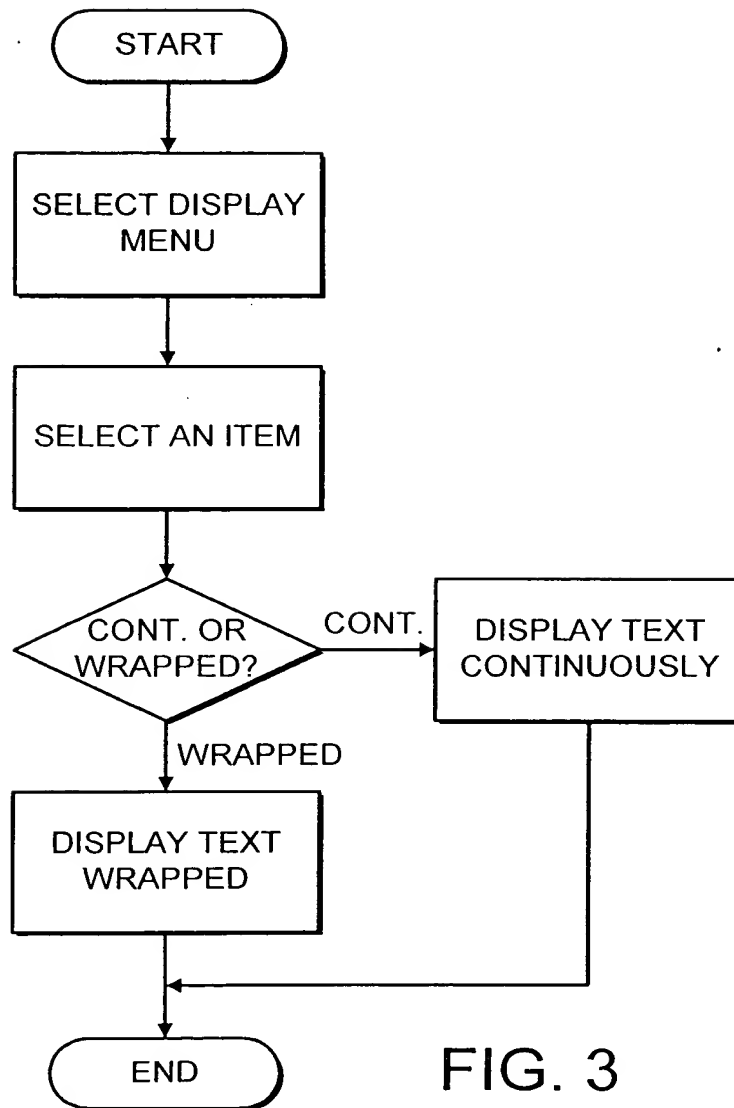 START
SELECT DISPLAY
MENU
SELECT AN ITEM
CONT. OR
WRAPPED?
CONT.
DISPLAY TEXT
CONTINUOUSLY
WRAPPED
DISPLAY TEXT
WRAPPED
END
FIG. 3